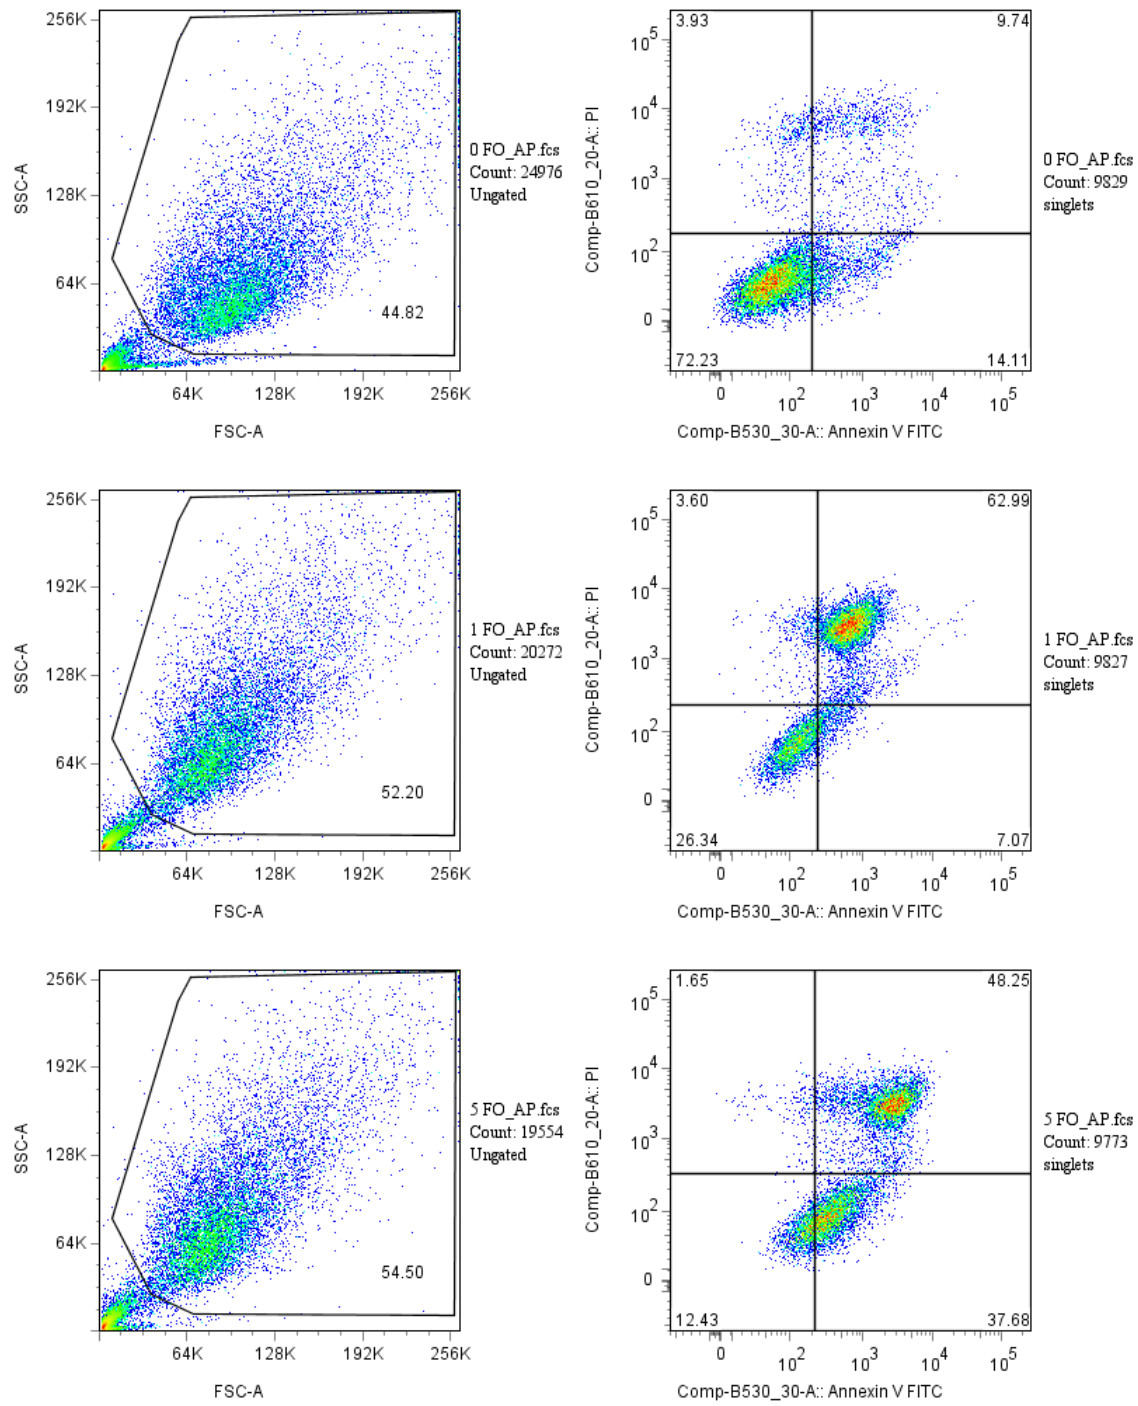 256K
192K
128K
64K
SSC-A
44.82
64K 128K 192K 256K
FSC-A
0 FO_AP.fcs
Count: 24976
Ungated
3.93 9.74
10^5
10^4
10^3
10^2
0
Comp-B610_20-A:: PI
72.23 14.11
0 10^2 10^3 10^4 10^5
Comp-B530_30-A:: Annexin V FITC
0 FO_AP.fcs
Count: 9829
singlets
256K
192K
128K
64K
SSC-A
52.20
64K 128K 192K 256K
FSC-A
1 FO_AP.fcs
Count: 20272
Ungated
3.60 62.99
10^5
10^4
10^3
10^2
0
Comp-B610_20-A:: PI
26.34 7.07
0 10^2 10^3 10^4 10^5
Comp-B530_30-A:: Annexin V FITC
1 FO_AP.fcs
Count: 9827
singlets
256K
192K
128K
64K
SSC-A
54.50
64K 128K 192K 256K
FSC-A
5 FO_AP.fcs
Count: 19554
Ungated
1.65 48.25
10^5
10^4
10^3
10^2
0
Comp-B610_20-A:: PI
12.43 37.68
0 10^2 10^3 10^4 10^5
Comp-B530_30-A:: Annexin V FITC
5 FO_AP.fcs
Count: 9773
singlets